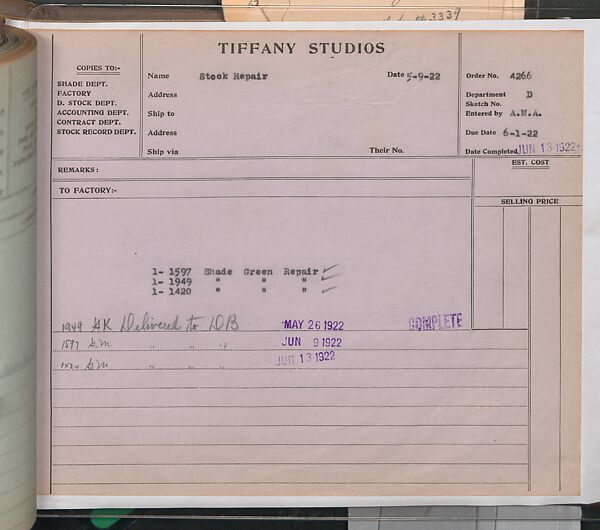 3339
TIFFANY STUDIOS
COPIES TO:-
SHADE DEPT.
FACTORY
D. STOCK DEPT.
ACCOUNTING DEPT.
CONTRACT DEPT.
STOCK RECORD DEPT.
Name Stock Repair Date 5-9-22
Address
Ship to
Address
Ship via Their No.
Order No. 4266
Department D
Sketch No.
Entered by A.M.A.
Due Date 6-1-22
Date Completed JUN 13 1922
REMARKS:
EST. COST
TO FACTORY:-
SELLING PRICE
1- 1597 Shade Green Repair ✓
1- 1949 " " " ✓
1- 1420 " " " ✓
1949 GK Delivered to DB MAY 26 1922 COMPLETE
1597 G.M. " " " JUN 9 1922
1420 G.M. " " " JUN 13 1922